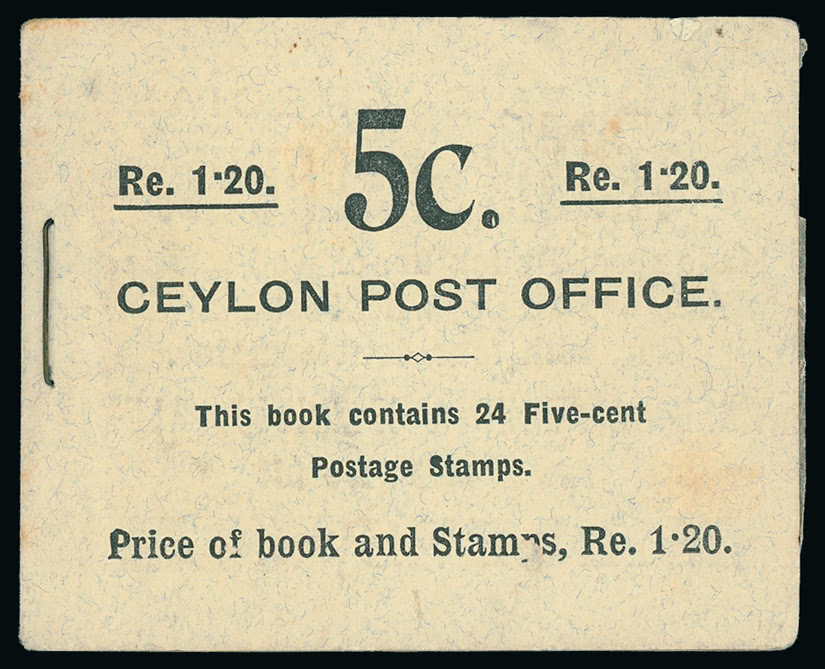 5c.
Re. 1·20. Re. 1·20.
CEYLON POST OFFICE.
This book contains 24 Five-cent
Postage Stamps.
Price of book and Stamps, Re. 1·20.